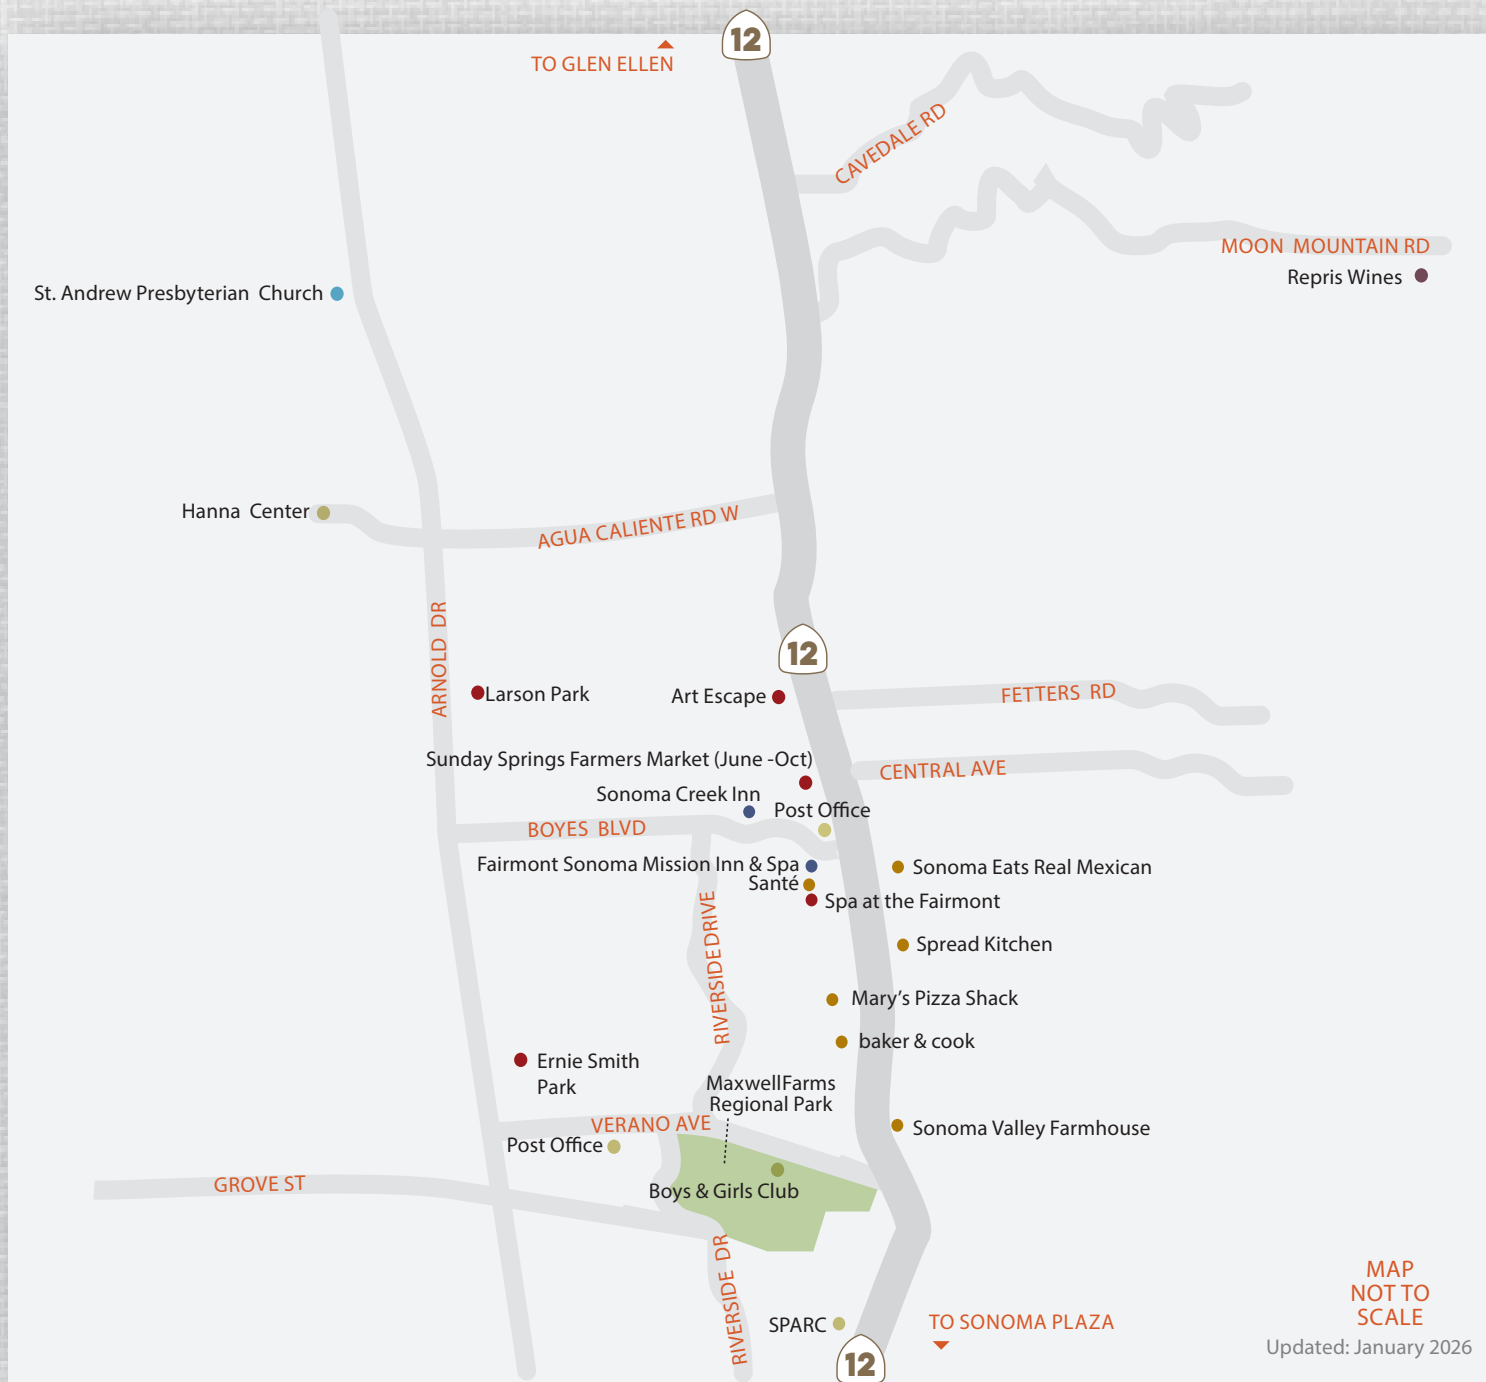 12
TO GLEN ELLEN
CAVEDALE RD
MOON MOUNTAIN RD
Repris Wines
St. Andrew Presbyterian Church
Hanna Center
AGUA CALIENTE RD W
ARNOLD DR
12
Larson Park
Art Escape
FETTERS RD
Sunday Springs Farmers Market (June -Oct)
CENTRAL AVE
Sonoma Creek Inn
Post Office
BOYES BLVD
Fairmont Sonoma Mission Inn & Spa
Sonoma Eats Real Mexican
Santé
Spa at the Fairmont
RIVERSIDE DRIVE
Spread Kitchen
Mary's Pizza Shack
baker & cook
Ernie Smith
Park
MaxwellFarms
Regional Park
VERANO AVE
Sonoma Valley Farmhouse
Post Office
GROVE ST
Boys & Girls Club
RIVERSIDE DR
SPARC
TO SONOMA PLAZA
12
MAP
NOT TO
SCALE
Updated: January 2026